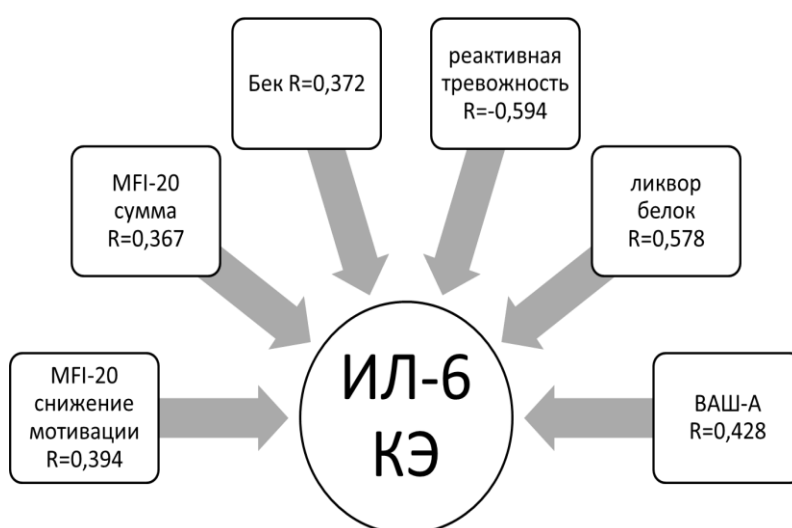 Бек R=0,372
реактивная
тревожность
R=-0,594
MFI-20
сумма
R=0,367
ликвор
белок
R=0,578
MFI-20
снижение
мотивации
R=0,394
ИЛ-6
КЭ
ВАШ-А
R=0,428